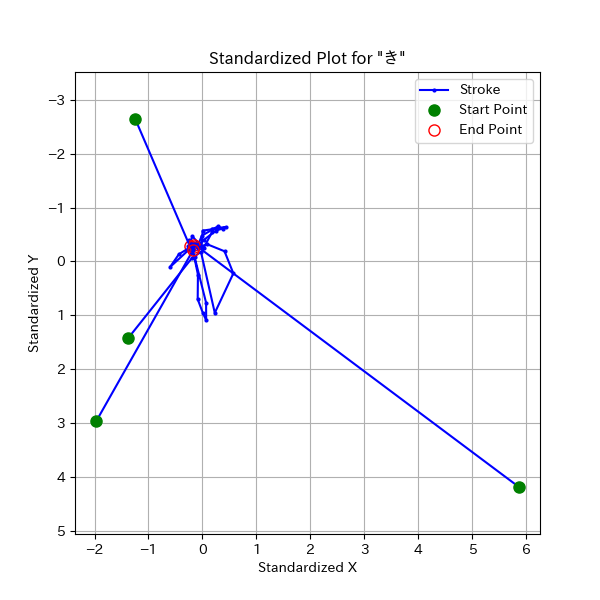 Standardized Plot for "き"
Stroke
Start Point
End Point
−3
−2
−1
0
1
2
3
4
5
Standardized Y
−2 −1 0 1 2 3 4 5 6
Standardized X